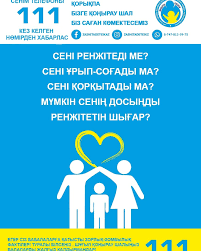 СЕНІМ ТЕЛЕФОНЫ
111
КЕЗ КЕЛГЕН
НӨМІРДЕН ХАБАРЛАС
ҚОРЫҚПА
БІЗГЕ ҚОҢЫРАУ ШАЛ
БІЗ САҒАН КӨМЕКТЕСЕМІЗ
СЕНІ РЕНЖІТЕДІ МЕ?
СЕНІ ҰРЫП-СОҒАДЫ МА?
СЕНІ ҚОРҚЫТАДЫ МА?
МҮМКІН СЕНІҢ ДОСЫҢДЫ
РЕНЖІТЕТІН ШЫҒАР?
111